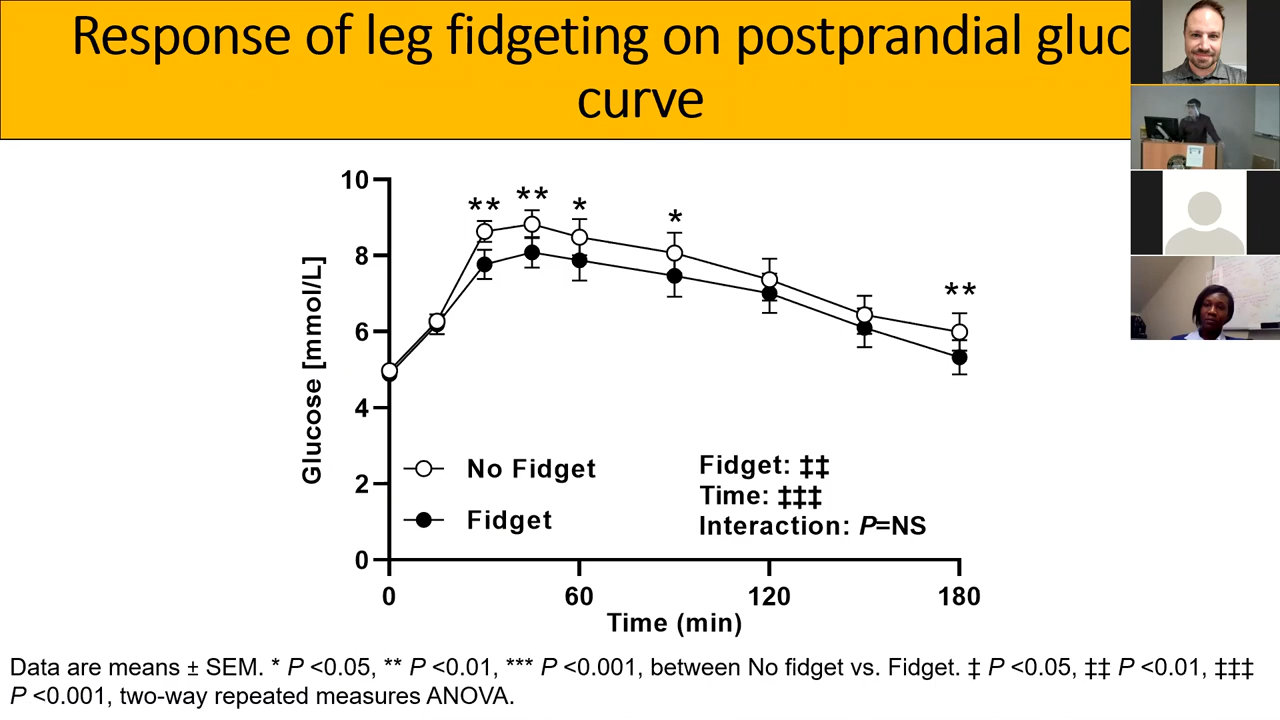 Response of leg fidgeting on postprandial gluc
curve
** ** * * **
10
8
6
4
2
0
Glucose [mmol/L]
No Fidget
Fidget
Fidget: ‡‡
Time: ‡‡‡
Interaction: P=NS
0 60 120 180
Time (min)
Data are means ± SEM. * P <0.05, ** P <0.01, *** P <0.001, between No fidget vs. Fidget. ‡ P <0.05, ‡‡ P <0.01, ‡‡‡
P <0.001, two-way repeated measures ANOVA.